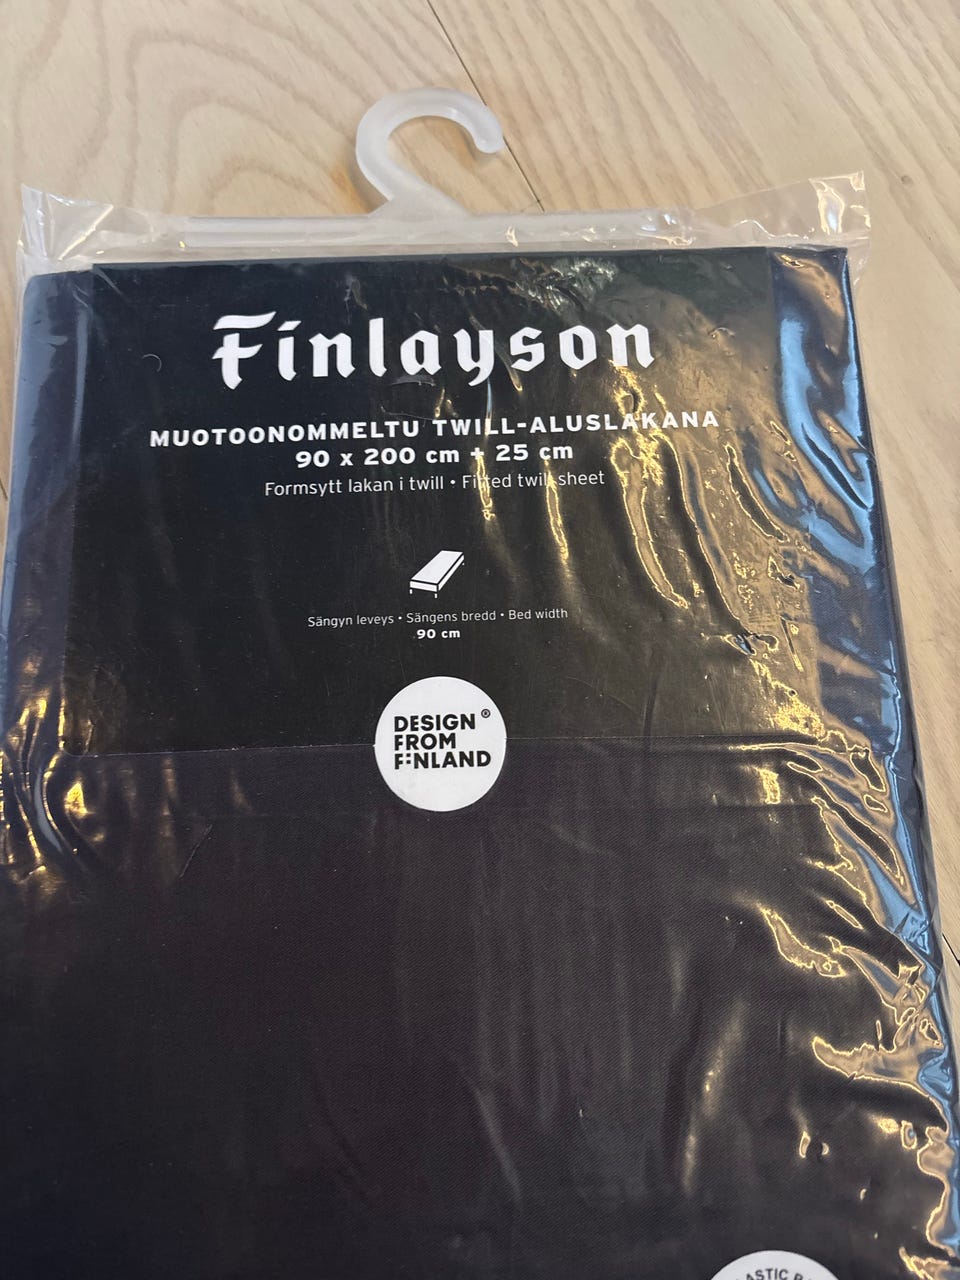 Finlayson
MUOTOONOMMELTU TWILL-ALUSLAKANA
90 x 200 cm + 25 cm
Formsytt lakan i twill • Fitted twill sheet
Sängyn leveys • Sängens bredd • Bed width
90 cm
DESIGN ®
FROM
FINLAND